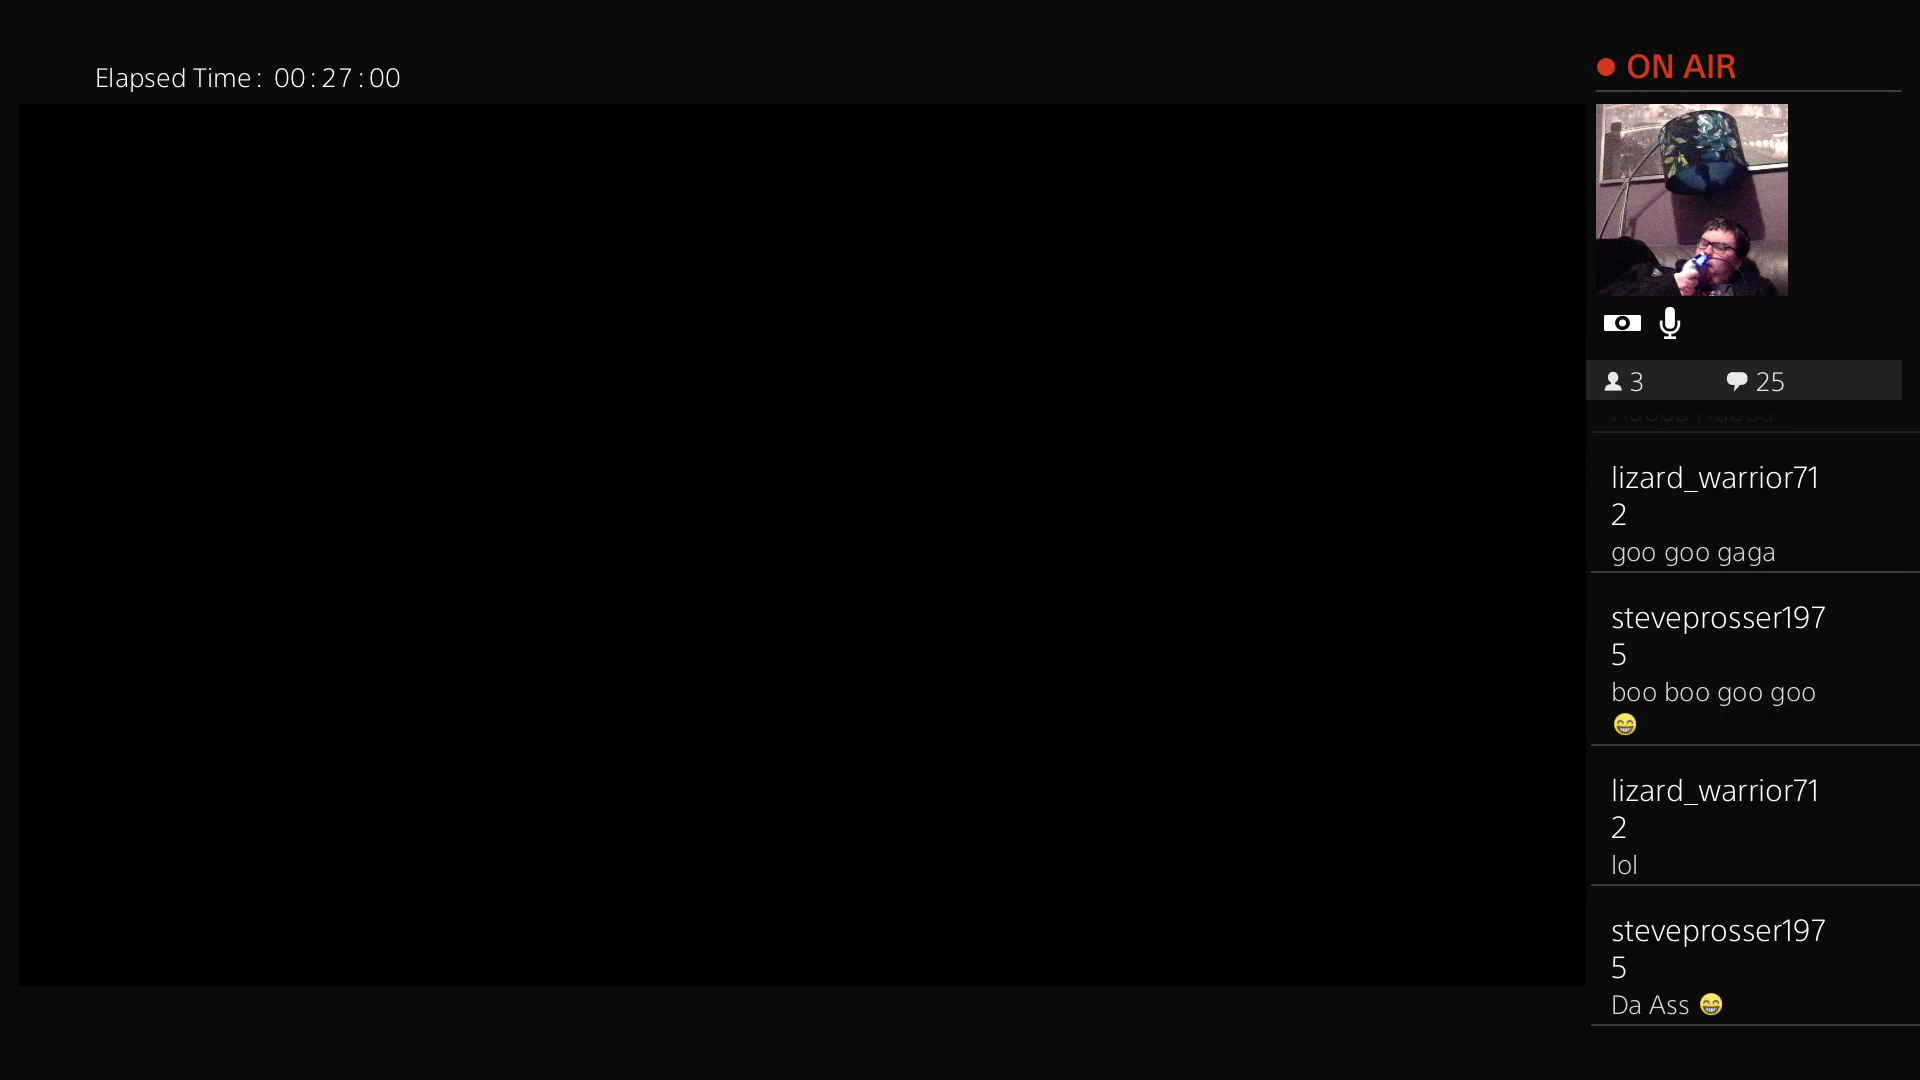 Elapsed Time: 00:27:00
ON AIR
3
25
lizard_warrior71
2
goo goo gaga
steveprosser197
5
boo boo goo goo
😁
lizard_warrior71
2
lol
steveprosser197
5
Da Ass 😁